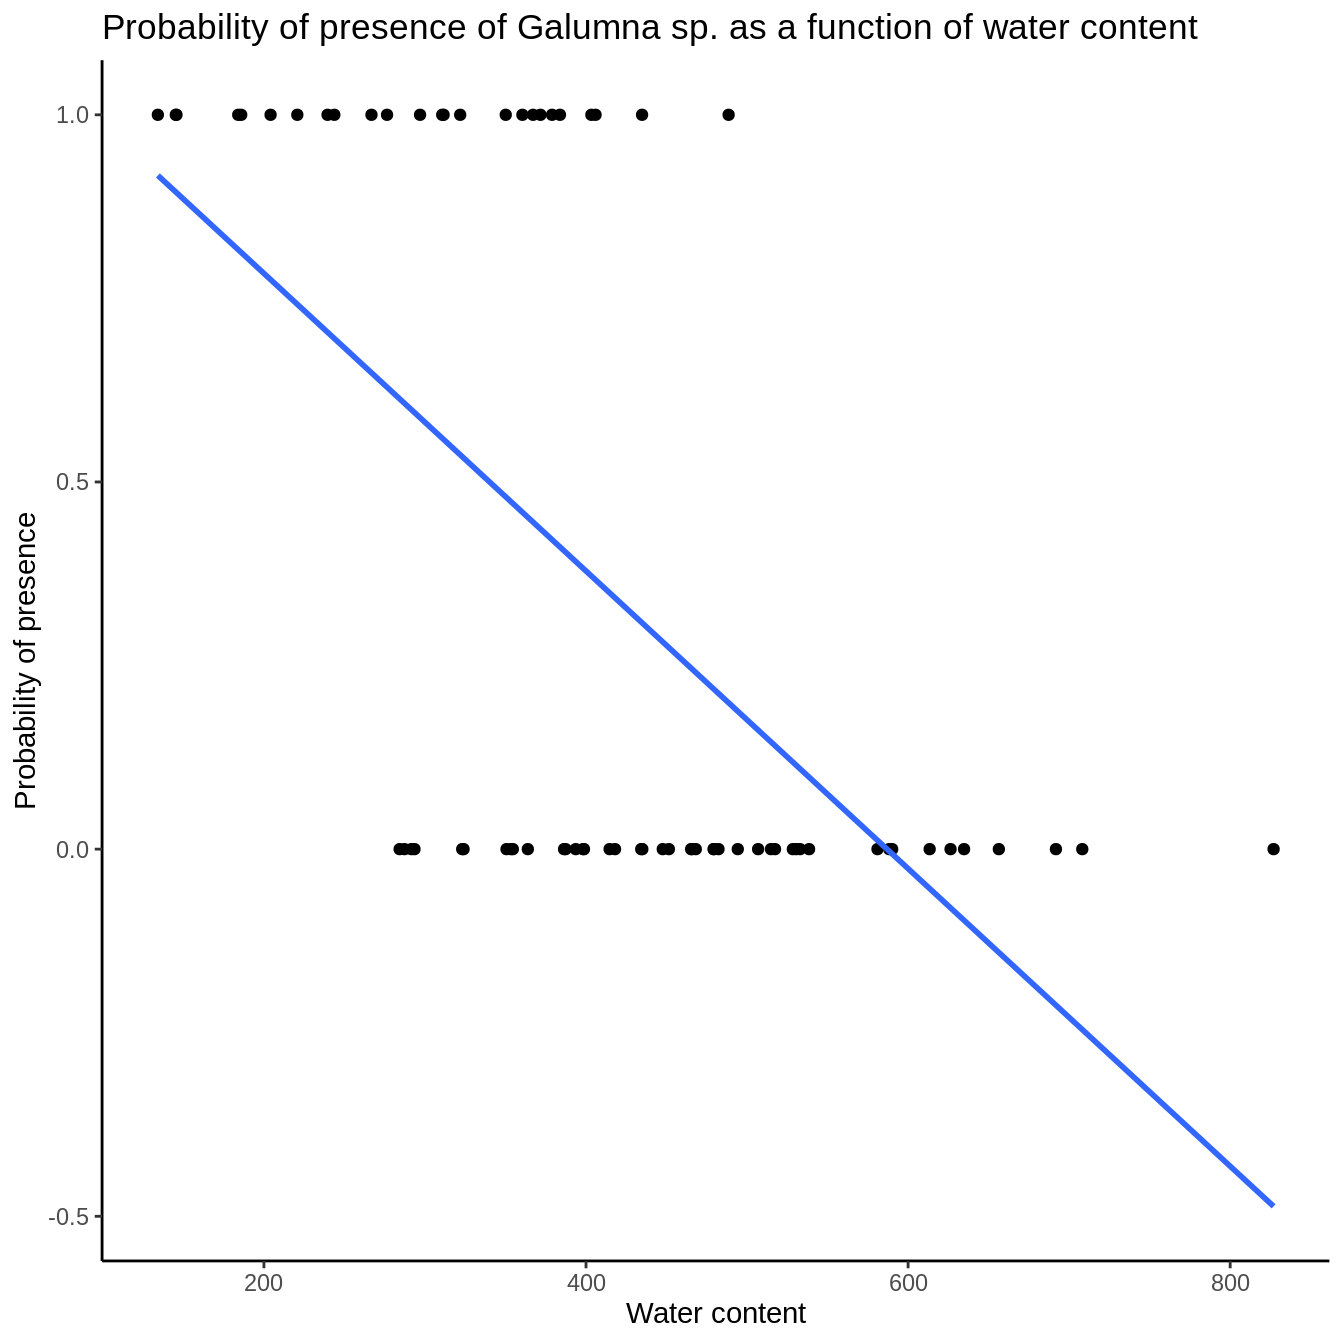 Probability of presence of Galumna sp. as a function of water content
1.0
0.5
0.0
-0.5
Probability of presence
200 400 600 800
Water content